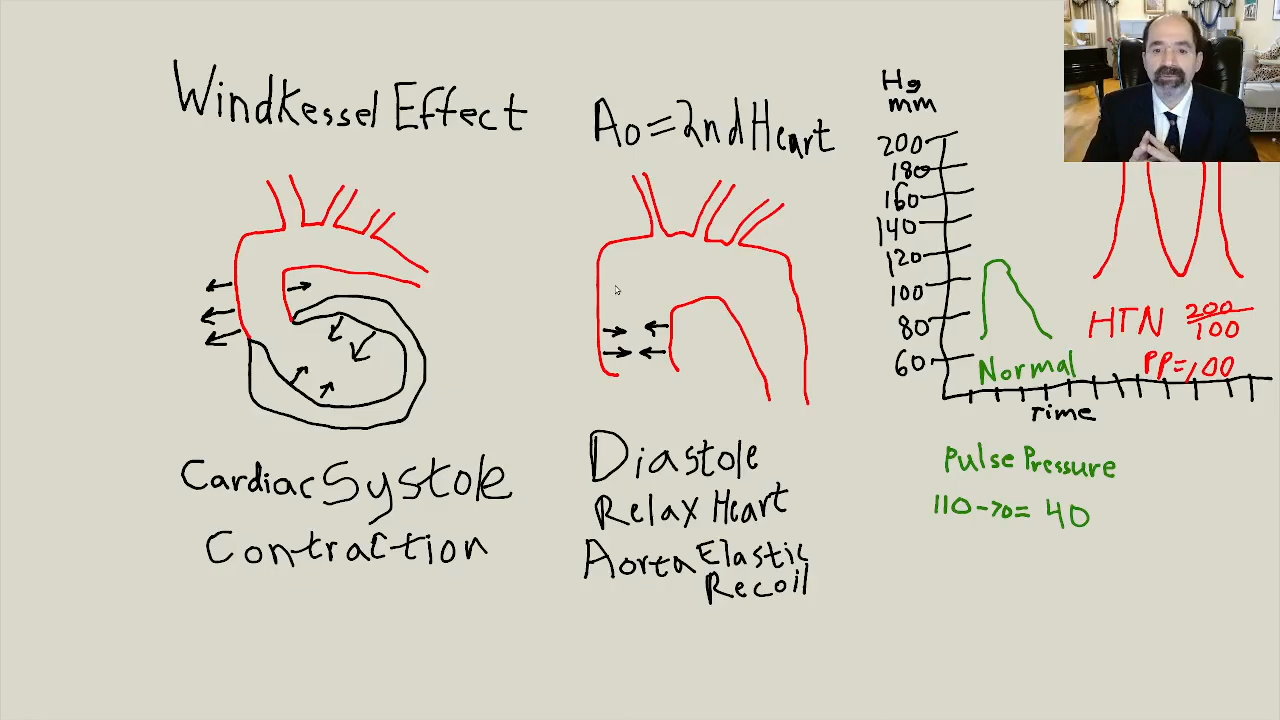 Windkessel Effect
Cardiac Systole
Contraction
Ao=2nd Heart
Diastole
Relax Heart
Aorta Elastic
Recoil
Hg
mm
200
180
160
140
120
100
80
60
Normal
HTN 200
100
PP=100
Time
Pulse Pressure
110-70= 40